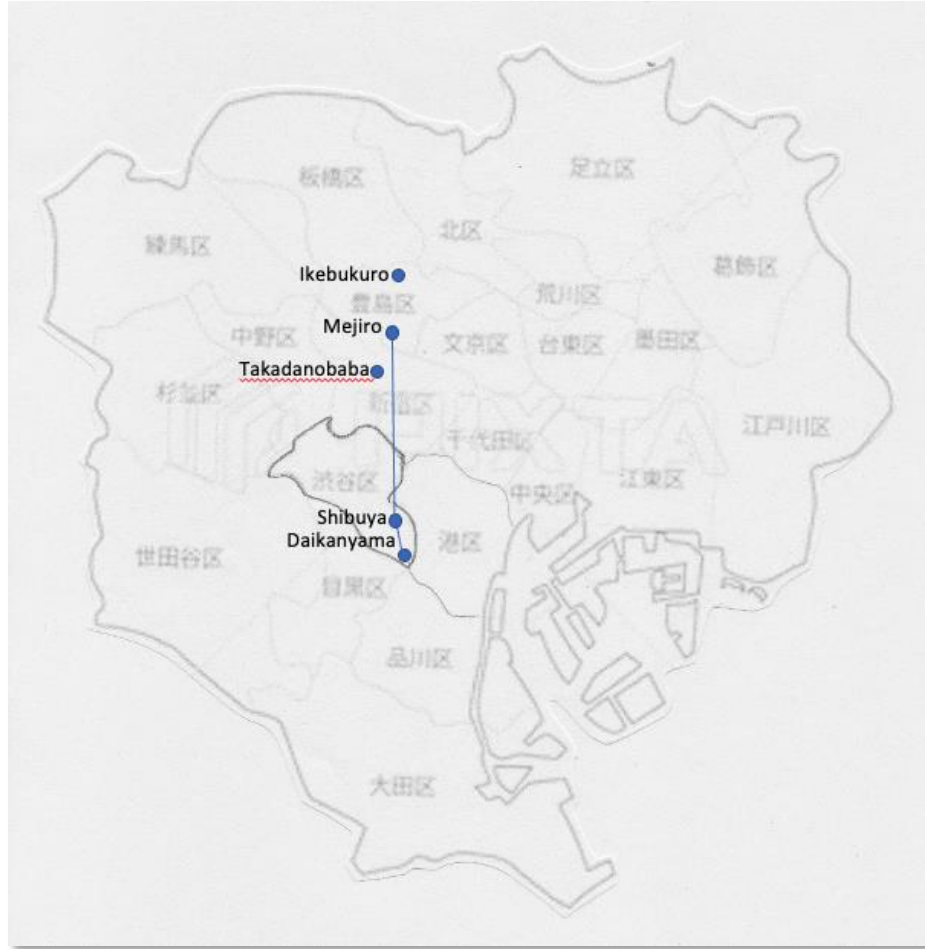 足立区
板橋区
北区
練馬区
葛飾区
Ikebukuro
荒川区
豊島区
Mejiro
中野区
文京区
台東区
墨田区
Takadanobaba
杉並区
新宿区
PIXTA
江戸川区
千代田区
渋谷区
中央区
江東区
Shibuya
Daikanyama
港区
世田谷区
目黒区
品川区
大田区